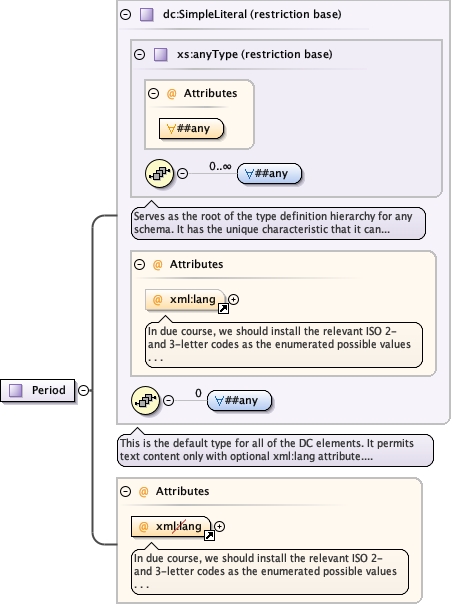 dc:SimpleLiteral (restriction base)
xs:anyType (restriction base)
@ Attributes
∀##any
0..∞ ∀##any
Serves as the root of the type definition hierarchy for any
schema. It has the unique characteristic that it can...
@ Attributes
@ xml:lang
In due course, we should install the relevant ISO 2-
and 3-letter codes as the enumerated possible values
. . .
Period
0 ∀##any
This is the default type for all of the DC elements. It permits
text content only with optional xml:lang attribute....
@ Attributes
@ xml:lang
In due course, we should install the relevant ISO 2-
and 3-letter codes as the enumerated possible values
. . .